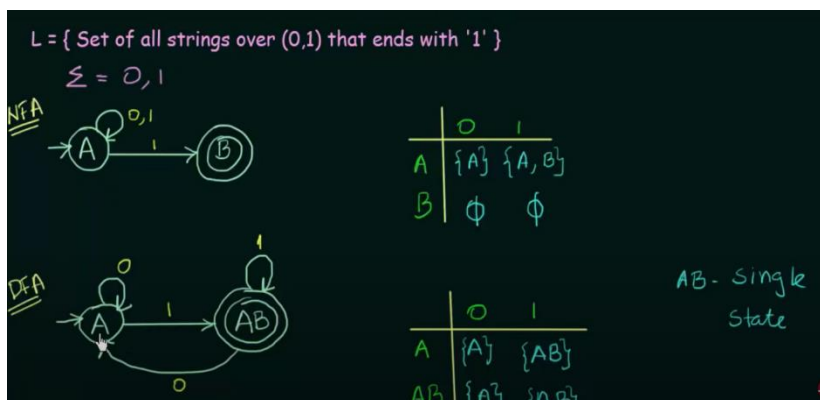 L = { Set of all strings over (0,1) that ends with '1' }
Σ = 0, 1
NFA
0,1
A
1
B
0 1
A {A} {A, B}
B ϕ ϕ
DFA
0
1
A
1
AB
0
0 1
A {A} {AB}
AB {A} {AB}
AB - Single
State